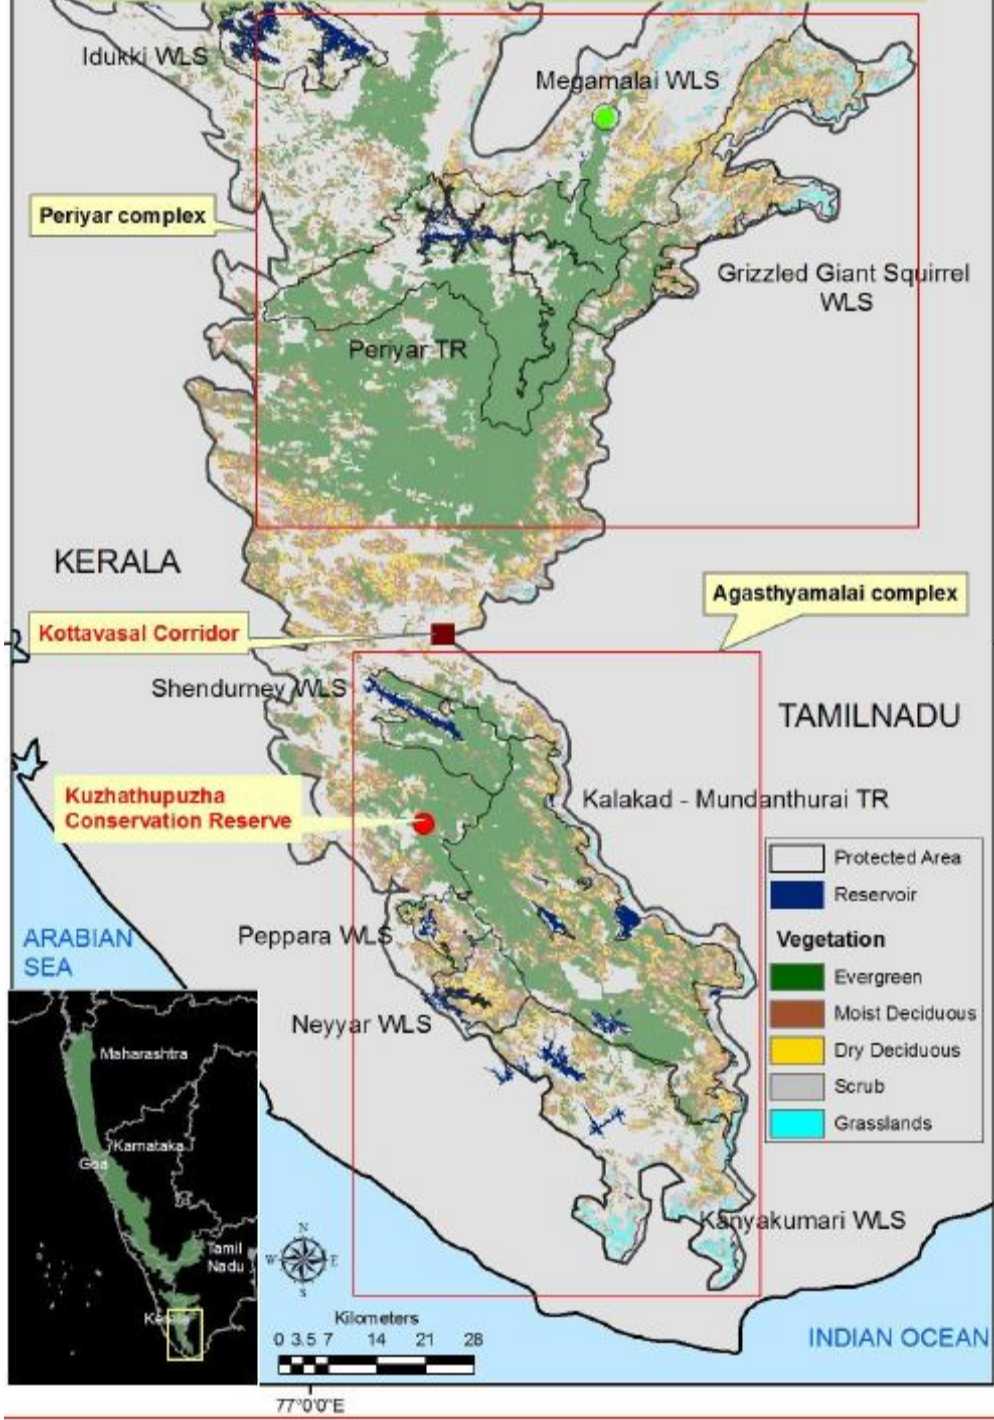 Idukki WLS
Megamalai WLS
Periyar complex
Grizzled Giant Squirrel
WLS
Periyar TR
KERALA
Agasthyamalai complex
Kottavasal Corridor
Shendurney WLS
TAMILNADU
Kuzhathupuzha
Conservation Reserve
Kalakad - Mundanthurai TR
Protected Area
Reservoir
Vegetation
Evergreen
Moist Deciduous
Dry Deciduous
Scrub
Grasslands
Peppara WLS
ARABIAN
SEA
Neyyar WLS
Maharashtra
Karnataka
Goa
Tamil
Nadu
Kerala
Kanyakumari WLS
N
W E
S
Kilometers
0 3.5 7 14 21 28
INDIAN OCEAN
77°0'0"E